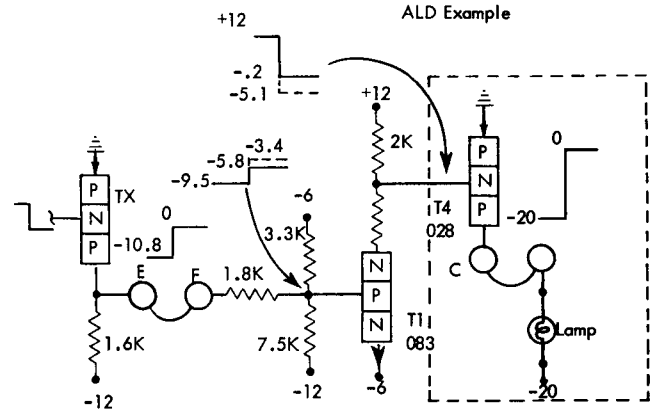 ALD Example
+12
-.2
-5.1
+12
2K
0
-3.4
-5.8
-9.5
P
N
P
TX
0
-10.8
-6
3.3K
P
N
P
T4
028
-20
E
F
1.8K
C
N
P
N
T1
083
Lamp
1.6K
7.5K
-12
-12
-6
-20